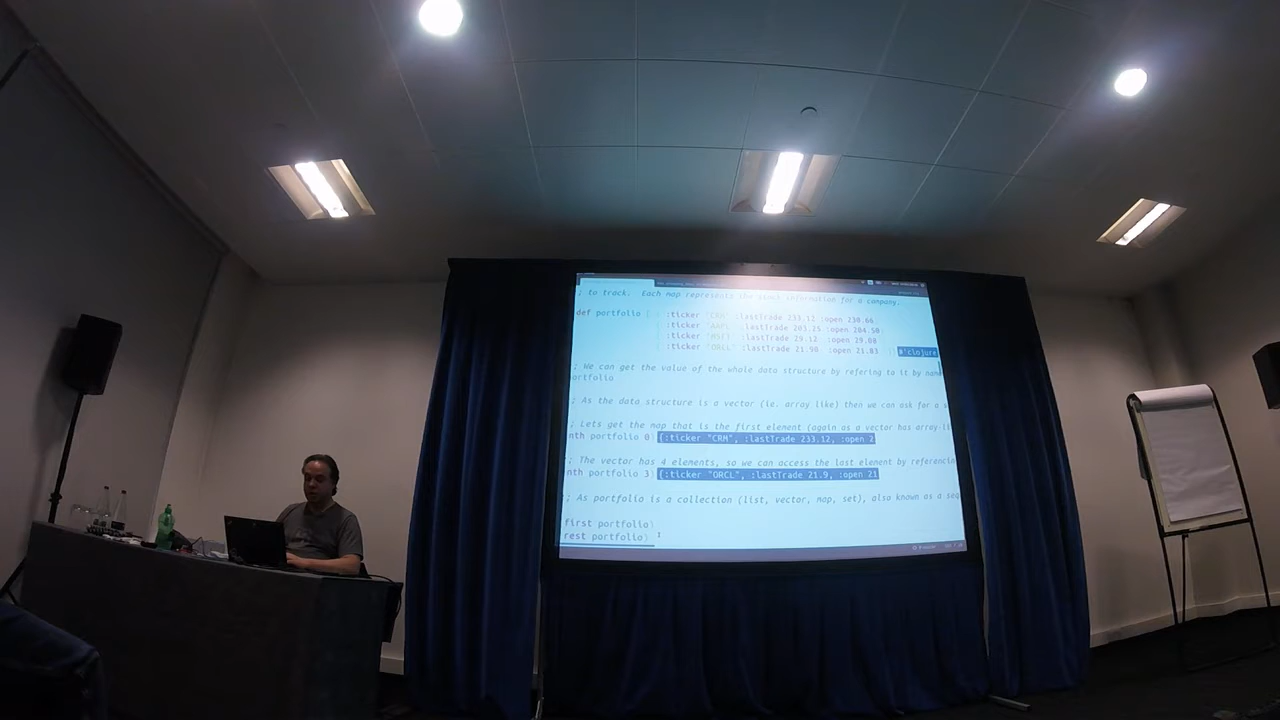 ; to track. Each map represents the stock information for a company.
def portfolio [ { :ticker "CRM" :lastTrade 233.12 :open 230.66}
{ :ticker "AAPL" :lastTrade 203.25 :open 204.50}
{ :ticker "MSFT" :lastTrade 29.12 :open 29.08
{ :ticker "ORCL" :lastTrade 21.90 :open 21.83 #'clojure
; We can get the value of the whole data structure by refering to it by name
ortfolio
; As the data structure is a vector (ie. array like) then we can ask for a s
; Lets get the map that is the first element (again as a vector has array-li
nth portfolio 0) {:ticker "CRM", :lastTrade 233.12, :open 2
; The vector has 4 elements, so we can access the last element by referencin
nth portfolio 3) {:ticker "ORCL", :lastTrade 21.9, :open 21
; As portfolio is a collection (list, vector, map, set), also known as a seq
first portfolio)
rest portfolio)